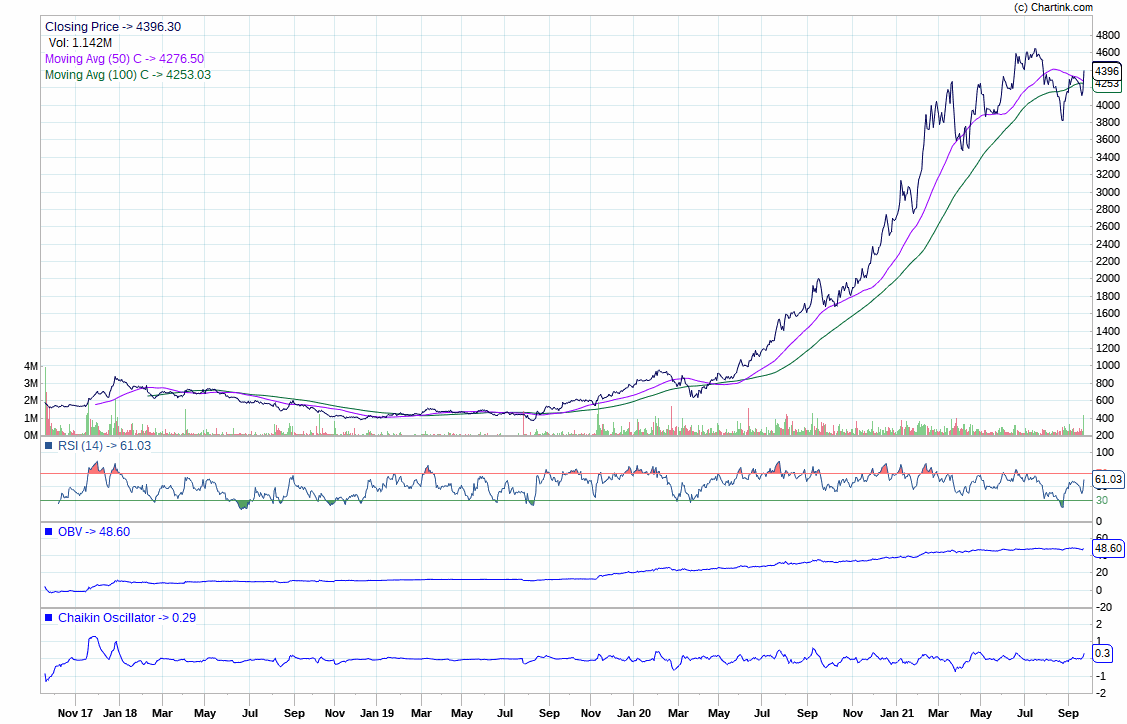 (c) Chartink.com
Closing Price -> 4396.30
Vol: 1.142M
Moving Avg (50) C -> 4276.50
Moving Avg (100) C -> 4253.03
4800
4600
4396
4253
4000
3800
3600
3400
3200
3000
2800
2600
2400
2200
2000
1800
1600
1400
1200
1000
800
600
400
200
4M
3M
2M
1M
0M
RSI (14) -> 61.03
100
61.03
30
0
OBV -> 48.60
60
48.60
20
0
-20
Chaikin Oscillator -> 0.29
2
1
0.3
-1
-2
Nov 17 Jan 18 Mar May Jul Sep Nov Jan 19 Mar May Jul Sep Nov Jan 20 Mar May Jul Sep Nov Jan 21 Mar May Jul Sep